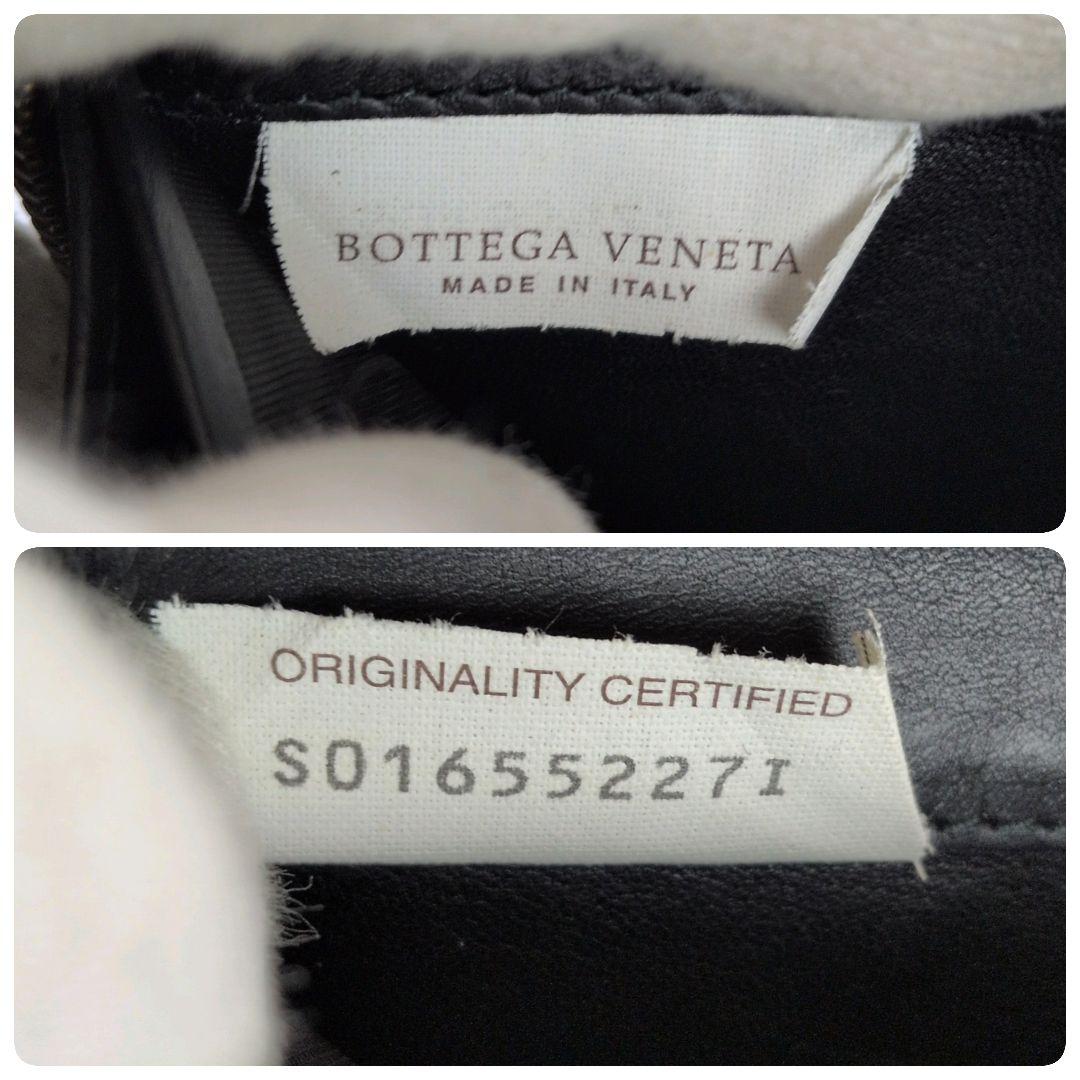 BOTTEGA VENETA
MADE IN ITALY
ORIGINALITY CERTIFIED
S01655227I